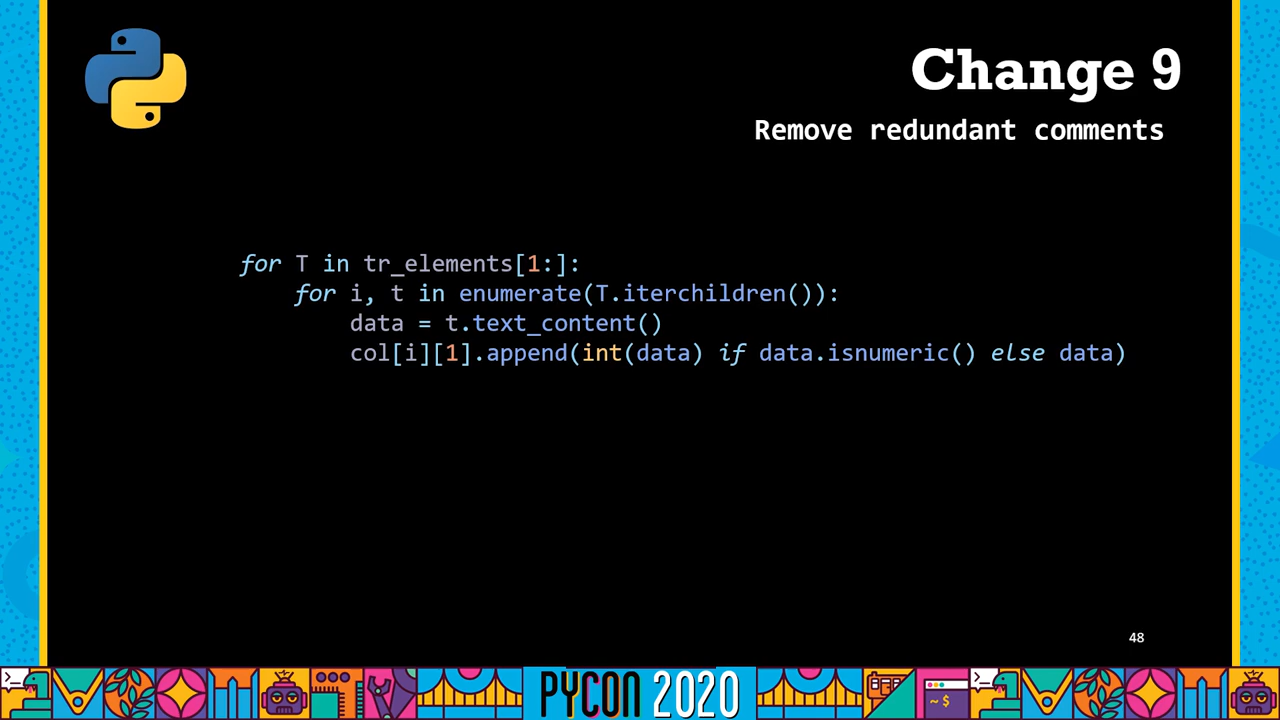 Change 9
Remove redundant comments
for T in tr_elements[1:]:
    for i, t in enumerate(T.iterchildren()):
        data = t.text_content()
        col[i][1].append(int(data) if data.isnumeric() else data)
48
PYCON 2020
>_
~$
>_